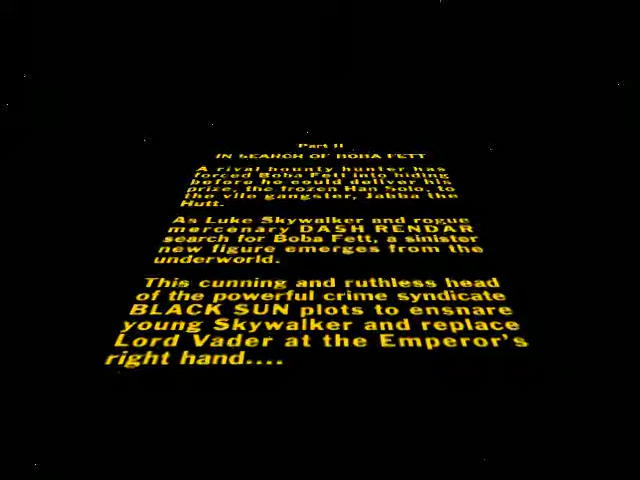 Part II
IN SEARCH OF BOBA FETT
A rival bounty hunter has
forced Boba Fett into hiding
before he could deliver his
prize, the frozen Han Solo, to
the vile gangster, Jabba the
Hutt.
As Luke Skywalker and rogue
mercenary DASH RENDAR
search for Boba Fett, a sinister
new figure emerges from the
underworld.
This cunning and ruthless head
of the powerful crime syndicate
BLACK SUN plots to ensnare
young Skywalker and replace
Lord Vader at the Emperor's
right hand....